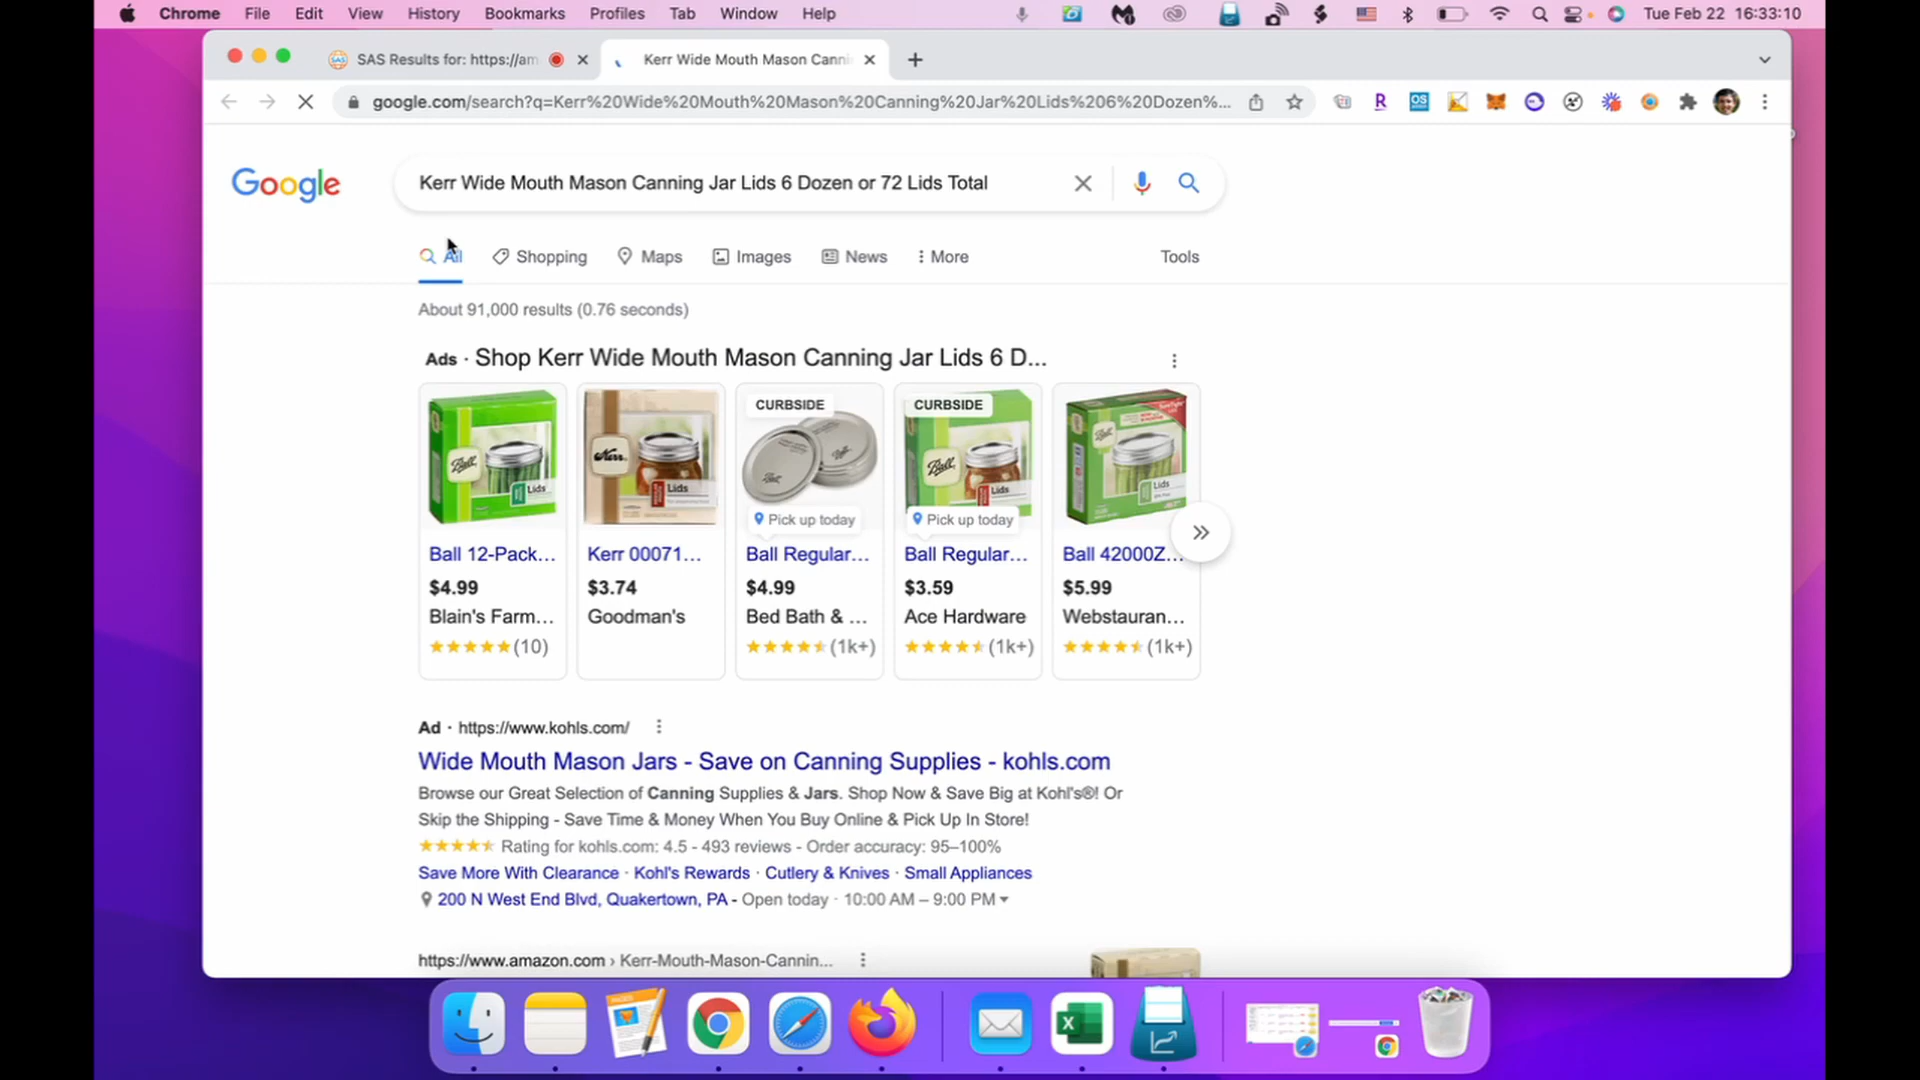 Chrome File Edit View History Bookmarks Profiles Tab Window Help Tue Feb 22 16:33:10
SAS Results for: https://am
Kerr Wide Mouth Mason Canni
google.com/search?q=Kerr%20Wide%20Mouth%20Mason%20Canning%20Jar%20Lids%206%20Dozen%...
Google
Kerr Wide Mouth Mason Canning Jar Lids 6 Dozen or 72 Lids Total
All Shopping Maps Images News More Tools
About 91,000 results (0.76 seconds)
Ads · Shop Kerr Wide Mouth Mason Canning Jar Lids 6 D...
CURBSIDE CURBSIDE
Ball Lids Kerr Lids Ball Ball Lids Ball Lids
Pick up today Pick up today
Ball 12-Pack... Kerr 00071... Ball Regular... Ball Regular... Ball 42000Z...
$4.99 $3.74 $4.99 $3.59 $5.99
Blain's Farm... Goodman's Bed Bath & ... Ace Hardware Webstauran...
(10) (1k+) (1k+) (1k+)
Ad · https://www.kohls.com/
Wide Mouth Mason Jars - Save on Canning Supplies - kohls.com
Browse our Great Selection of Canning Supplies & Jars. Shop Now & Save Big at Kohl's®! Or
Skip the Shipping - Save Time & Money When You Buy Online & Pick Up In Store!
Rating for kohls.com: 4.5 - 493 reviews - Order accuracy: 95–100%
Save More With Clearance · Kohl's Rewards · Cutlery & Knives · Small Appliances
200 N West End Blvd, Quakertown, PA - Open today · 10:00 AM – 9:00 PM
https://www.amazon.com › Kerr-Mouth-Mason-Cannin...